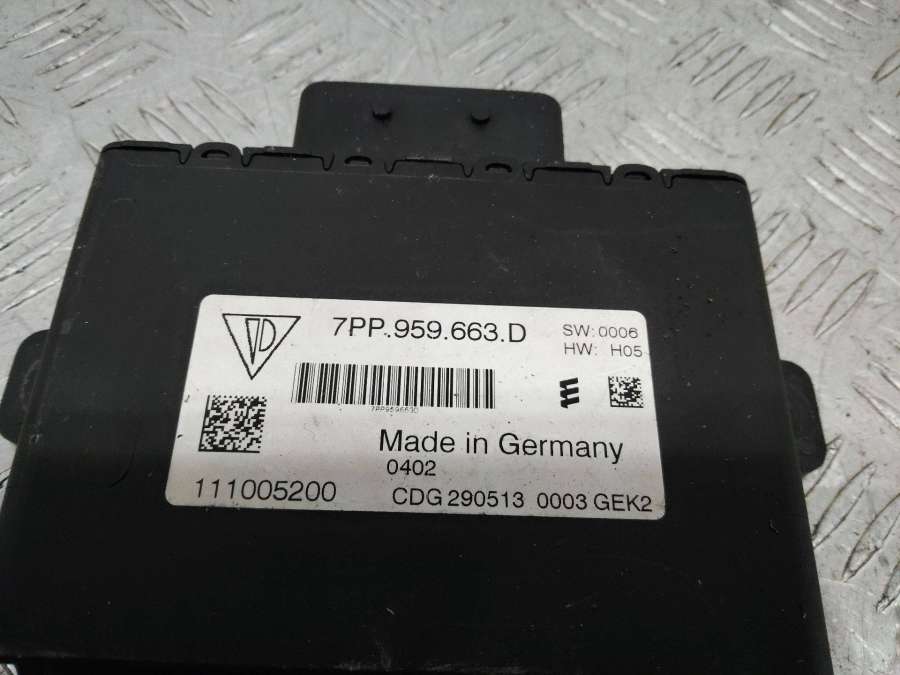 7PP.959.663.D
SW:0006
HW: H05
7PP959663D
Made in Germany
0402
111005200
CDG 290513 0003 GEK2